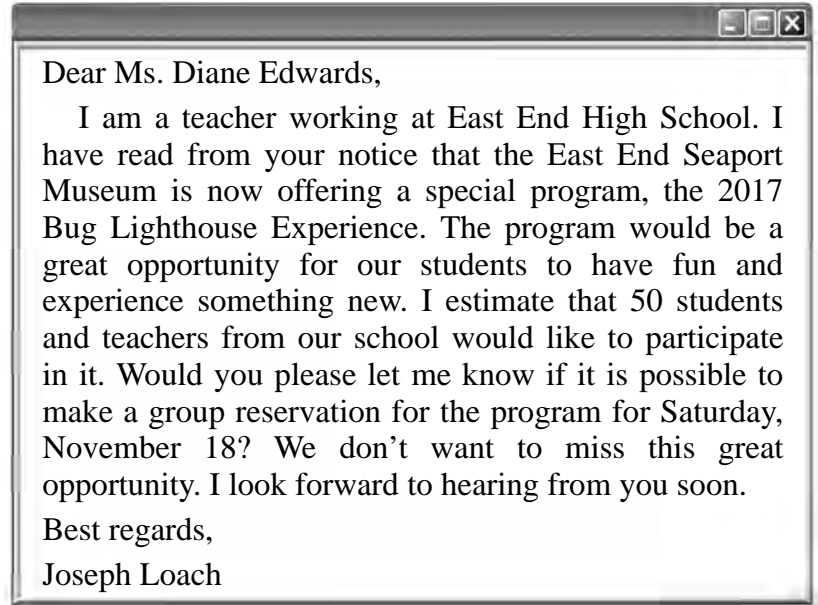 Dear Ms. Diane Edwards,
I am a teacher working at East End High School. I
have read from your notice that the East End Seaport
Museum is now offering a special program, the 2017
Bug Lighthouse Experience. The program would be a
great opportunity for our students to have fun and
experience something new. I estimate that 50 students
and teachers from our school would like to participate
in it. Would you please let me know if it is possible to
make a group reservation for the program for Saturday,
November 18? We don't want to miss this great
opportunity. I look forward to hearing from you soon.
Best regards,
Joseph Loach